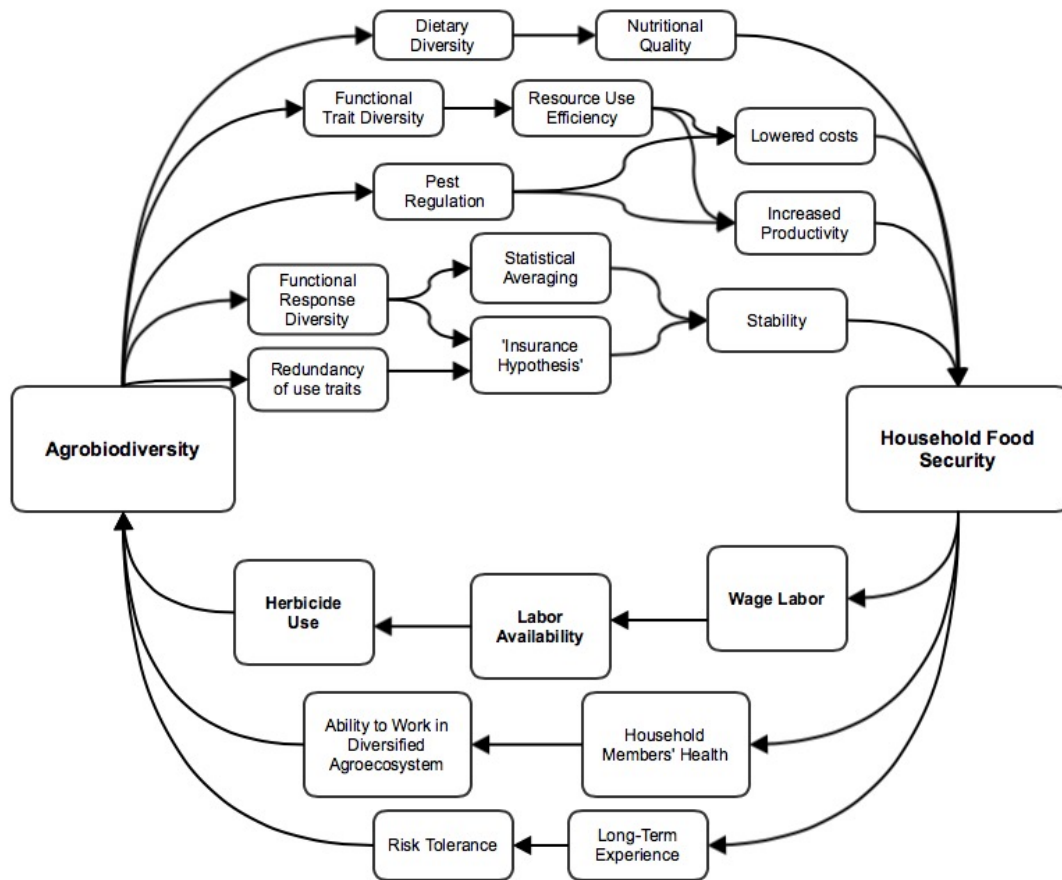 Dietary
Diversity
Nutritional
Quality
Functional
Trait Diversity
Resource Use
Efficiency
Lowered costs
Pest
Regulation
Increased
Productivity
Statistical
Averaging
Functional
Response
Diversity
Stability
'Insurance
Hypothesis'
Redundancy
of use traits
Agrobiodiversity
Household Food
Security
Herbicide
Use
Labor
Availability
Wage Labor
Ability to Work in
Diversified
Agroecosystem
Household
Members' Health
Risk Tolerance
Long-Term
Experience